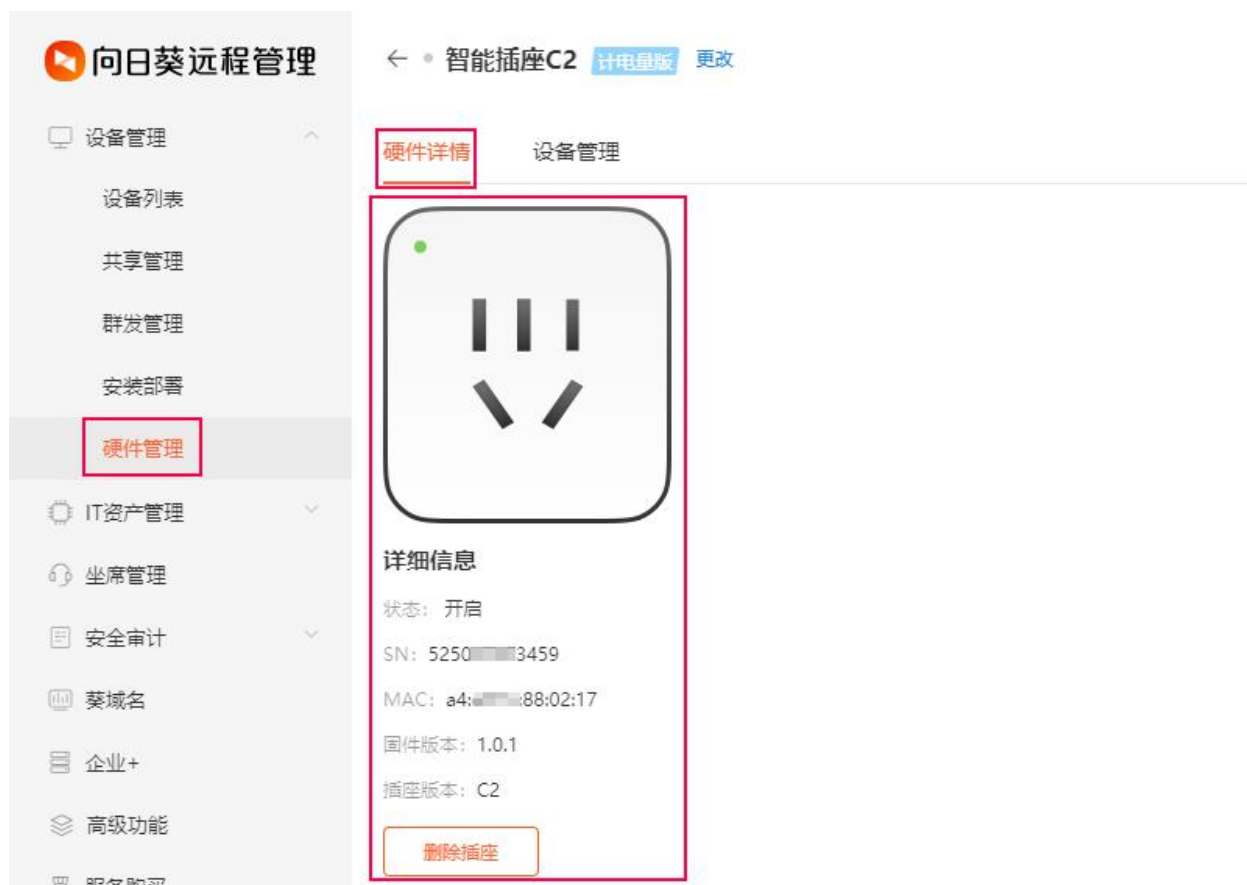 向日葵远程管理
设备管理
设备列表
共享管理
群发管理
安装部署
硬件管理
IT资产管理
坐席管理
安全审计
葵域名
企业+
高级功能
服务购买
智能插座C2 计电量版 更改
硬件详情 设备管理
详细信息
状态：开启
SN：5250 3459
MAC：a4: :88:02:17
固件版本：1.0.1
插座版本：C2
删除插座